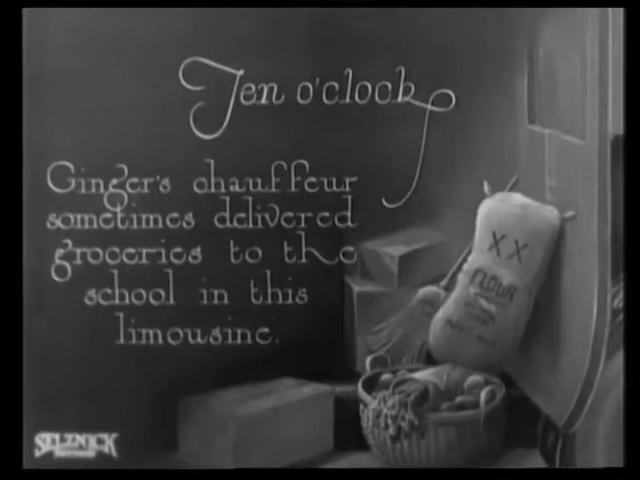 Ten o'clock
Ginger's chauffeur
sometimes delivered
groceries to the
school in this
limousine.
XX
FLOUR
SELZNICK